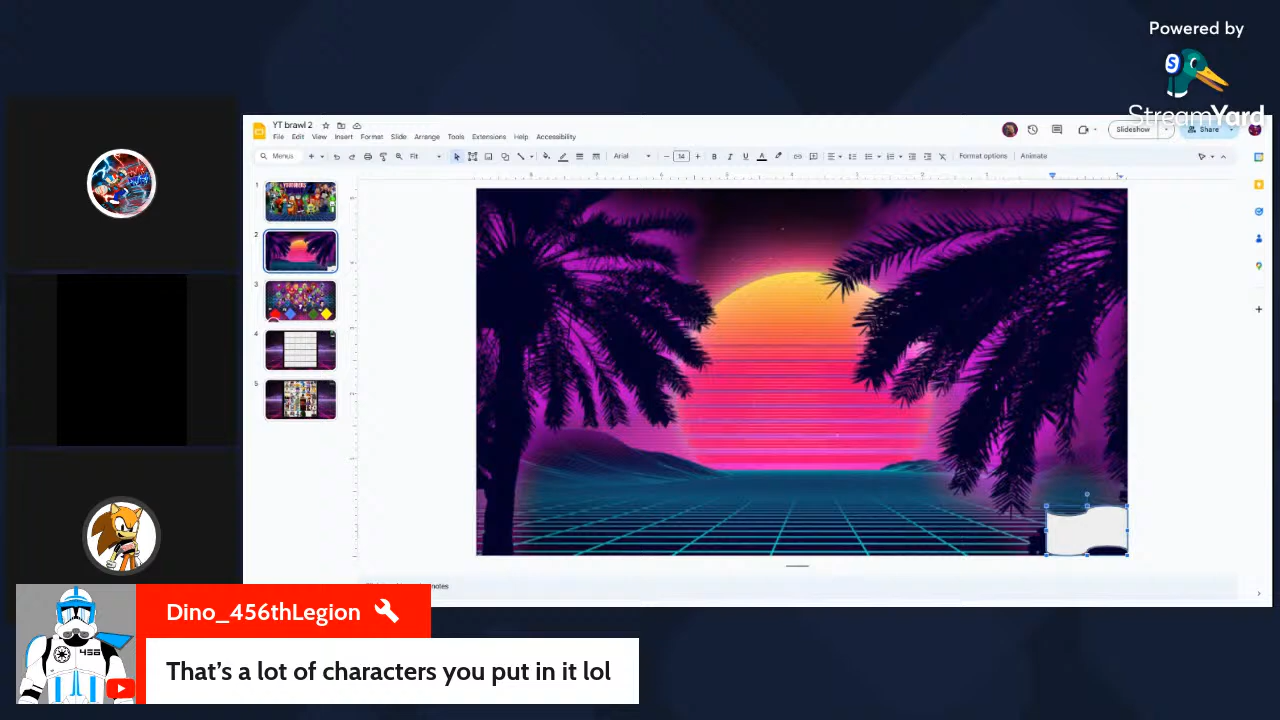 Powered by
StreamYard
YT brawl 2
File Edit View Insert Format Slide Arrange Tools Extensions Help Accessibility
Slideshow
Share
Menus
Fit
Arial
14
Format options
Animate
1
YOUTUBERS
2
3
4
5
notes
456
Dino_456thLegion
That's a lot of characters you put in it lol